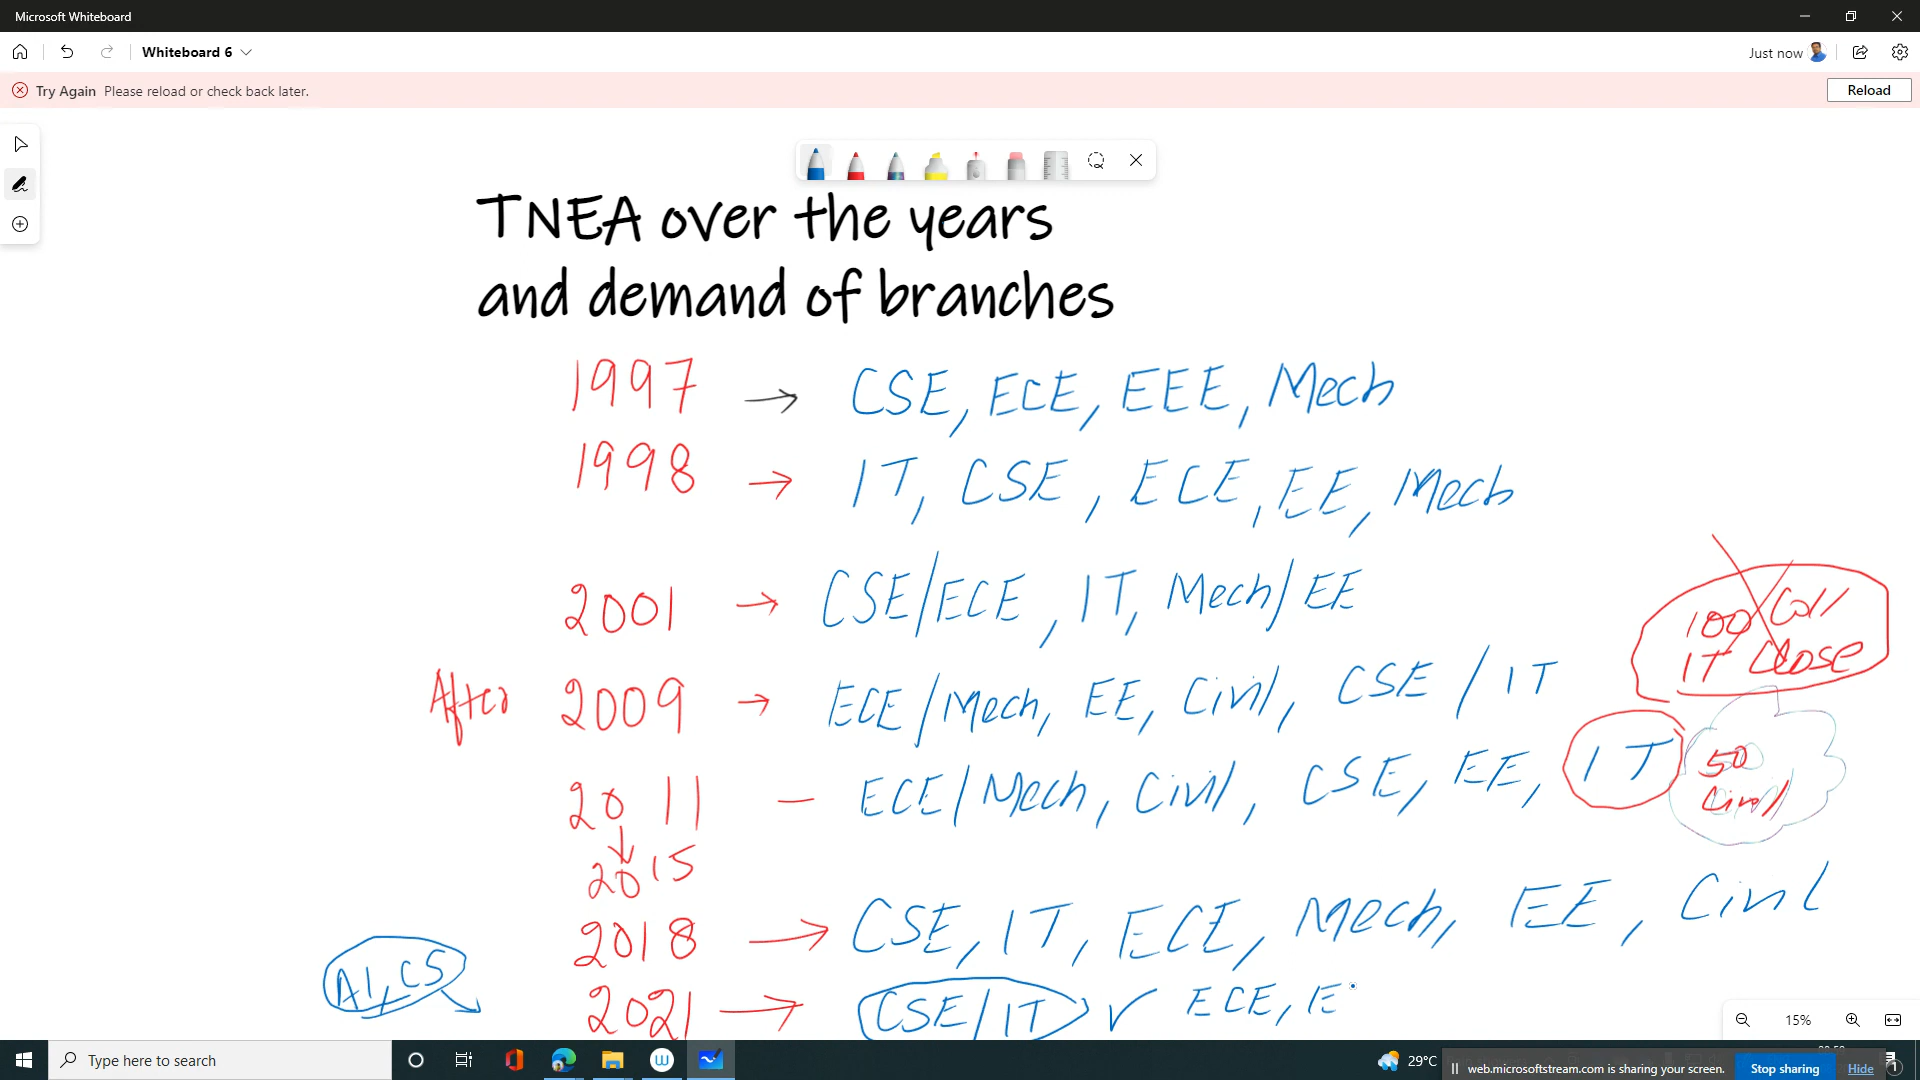 Microsoft Whiteboard
Whiteboard 6
Just now
Try Again Please reload or check back later.
Reload
TNEA over the years
and demand of branches
1997 → CSE, ECE, EEE, Mech
1998 → IT, CSE, ECE, EE, Mech
2001 → CSE/ECE, IT, Mech/EE
100 Coll
IT Close
After 2009 → ECE/Mech, EE, Civil, CSE / IT
2011 – ECE/Mech, Civil, CSE, EE, IT
50
Civil
2015
2018 → CSE, IT, ECE, Mech, EE, Civil
AI, CS
2021 → CSE/IT ✓ ECE, E
15%
Type here to search
29°C
web.microsoftstream.com is sharing your screen.
Stop sharing
Hide
1